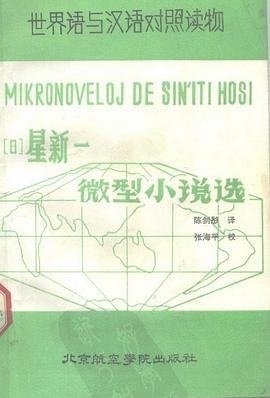 世界语与汉语对照读物
MIKRONOVELOJ DE SIN'ITI HOSI
[日]星新一
微型小说选
陈剑彤 译
张海平 校
北京航空学院出版社